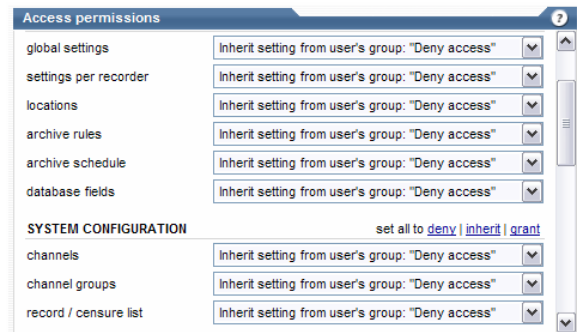 Access permissions ?
global settings Inherit setting from user's group: "Deny access"
settings per recorder Inherit setting from user's group: "Deny access"
locations Inherit setting from user's group: "Deny access"
archive rules Inherit setting from user's group: "Deny access"
archive schedule Inherit setting from user's group: "Deny access"
database fields Inherit setting from user's group: "Deny access"
SYSTEM CONFIGURATION set all to deny | inherit | grant
channels Inherit setting from user's group: "Deny access"
channel groups Inherit setting from user's group: "Deny access"
record / censure list Inherit setting from user's group: "Deny access"